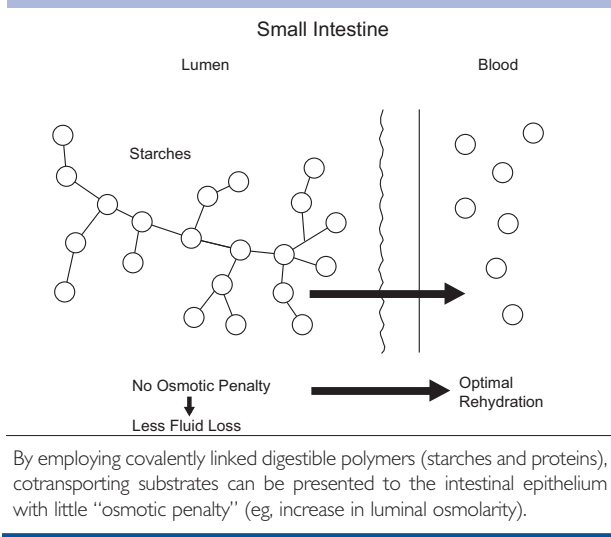 Small Intestine
Lumen
Blood
Starches
No Osmotic Penalty
Less Fluid Loss
Optimal
Rehydration
By employing covalently linked digestible polymers (starches and proteins),
cotransporting substrates can be presented to the intestinal epithelium
with little “osmotic penalty” (eg, increase in luminal osmolarity).